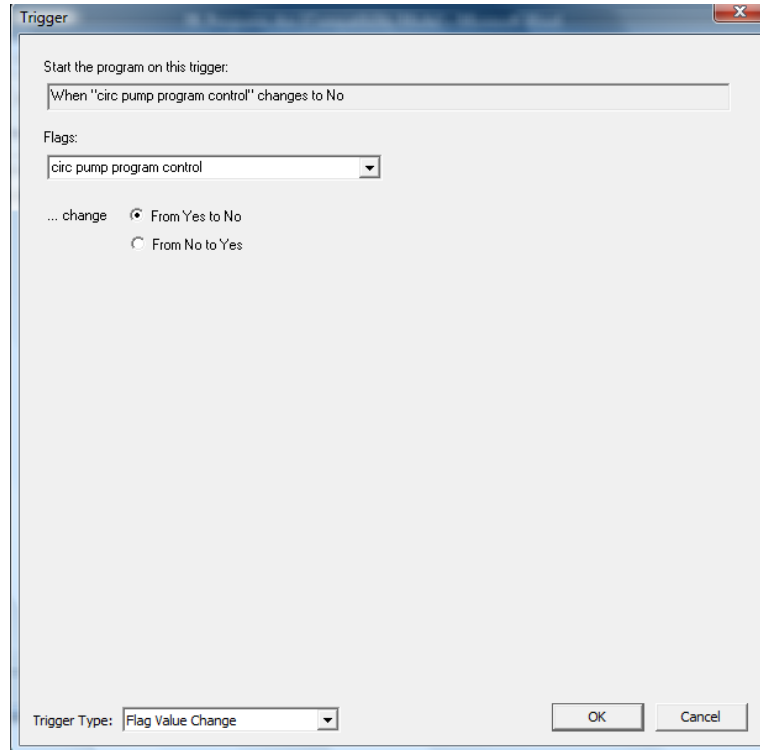 Trigger
Start the program on this trigger:
When "circ pump program control" changes to No
Flags:
circ pump program control
... change From Yes to No
From No to Yes
Trigger Type: Flag Value Change
OK Cancel